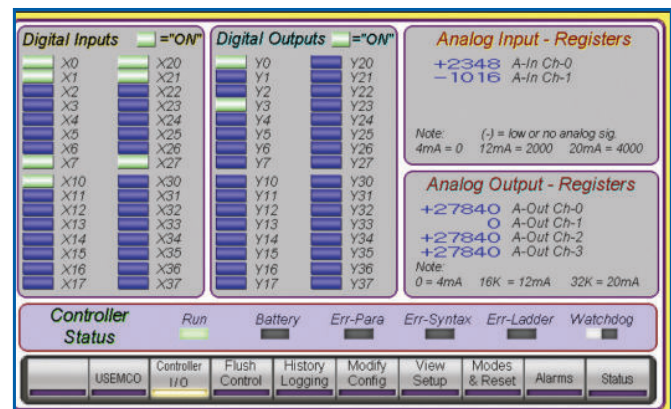 Digital Inputs ="ON"
X0 X20
X1 X21
X2 X22
X3 X23
X4 X24
X5 X25
X6 X26
X7 X27
X10 X30
X11 X31
X12 X32
X13 X33
X14 X34
X15 X35
X16 X36
X17 X37
Digital Outputs ="ON"
Y0 Y20
Y1 Y21
Y2 Y22
Y3 Y23
Y4 Y24
Y5 Y25
Y6 Y26
Y7 Y27
Y10 Y30
Y11 Y31
Y12 Y32
Y13 Y33
Y14 Y34
Y15 Y35
Y16 Y36
Y17 Y37
Analog Input - Registers
+2348 A-In Ch-0
-1016 A-In Ch-1
Note: (-) = low or no analog sig.
4mA = 0 12mA = 2000 20mA = 4000
Analog Output - Registers
+27840 A-Out Ch-0
0 A-Out Ch-1
+27840 A-Out Ch-2
+27840 A-Out Ch-3
Note:
0 = 4mA 16K = 12mA 32K = 20mA
Controller Status
Run Battery Err-Para Err-Syntax Err-Ladder Watchdog
USEMCO
Controller I/O
Flush Control
History Logging
Modify Config
View Setup
Modes & Reset
Alarms
Status